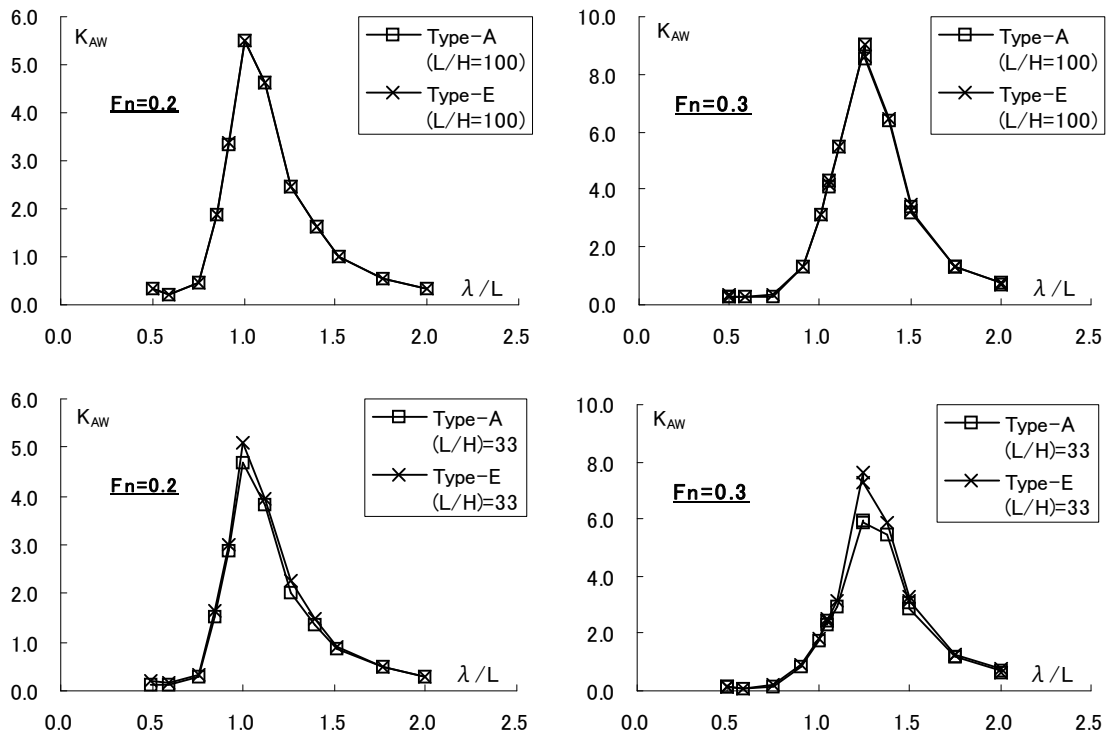 6.0
5.0
4.0
3.0
2.0
1.0
0.0
K_AW
Fn=0.2
Type-A
(L/H=100)
Type-E
(L/H=100)
λ/L
0.0 0.5 1.0 1.5 2.0 2.5
10.0
8.0
6.0
4.0
2.0
0.0
K_AW
Fn=0.3
Type-A
(L/H=100)
Type-E
(L/H=100)
λ/L
0.0 0.5 1.0 1.5 2.0 2.5
6.0
5.0
4.0
3.0
2.0
1.0
0.0
K_AW
Fn=0.2
Type-A
(L/H)=33
Type-E
(L/H)=33
λ/L
0.0 0.5 1.0 1.5 2.0 2.5
10.0
8.0
6.0
4.0
2.0
0.0
K_AW
Fn=0.3
Type-A
(L/H)=33
Type-E
(L/H)=33
λ/L
0.0 0.5 1.0 1.5 2.0 2.5